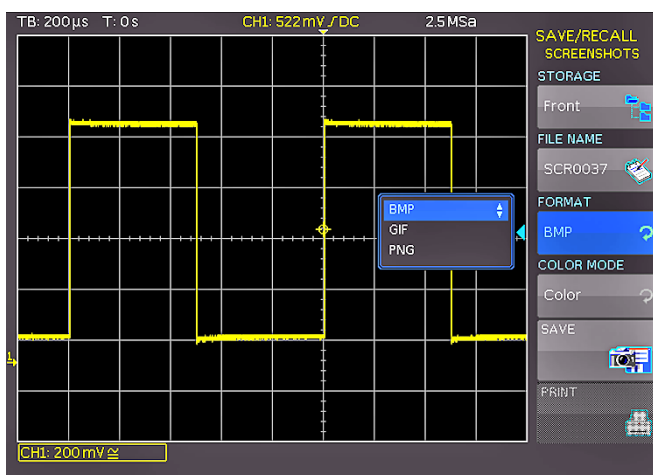 TB: 200µs T: 0s CH1: 522mV / DC 2.5MSa
SAVE/RECALL
SCREENSHOTS
STORAGE
Front
FILE NAME
SCR0037
FORMAT
BMP
COLOR MODE
Color
SAVE
PRINT
BMP
GIF
PNG
1
CH1: 200mV ≅